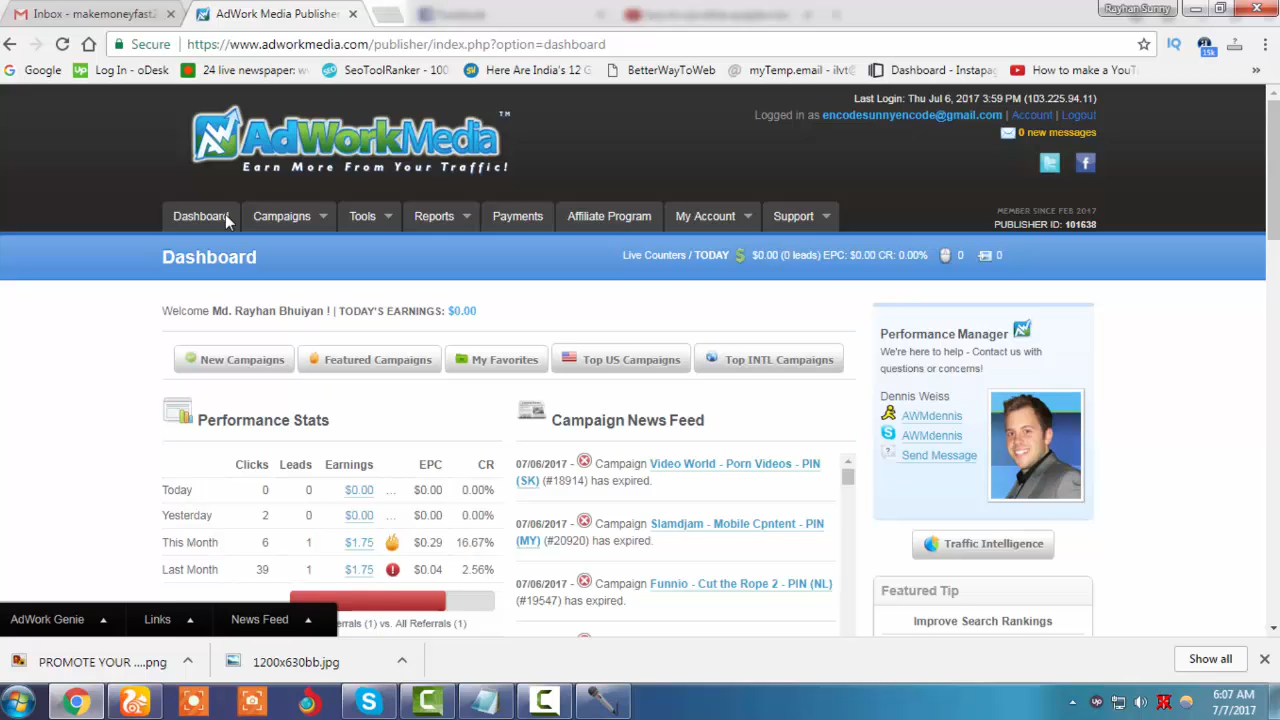 Inbox - makemoneyfast2
AdWork Media Publisher
Rayhan Sunny
Secure https://www.adworkmedia.com/publisher/index.php?option=dashboard
15k
Google Log In - oDesk 24 live newspaper: SeoToolRanker - 100 Here Are India's 12 BetterWayToWeb myTemp.email - ilvt Dashboard - Instapag How to make a YouT »
AdWorkMedia™
Earn More From Your Traffic!
Last Login: Thu Jul 6, 2017 3:59 PM (103.225.94.11)
Logged in as encodesunnyencode@gmail.com | Account | Logout
0 new messages
Dashboard Campaigns Tools Reports Payments Affiliate Program My Account Support
MEMBER SINCE FEB 2017
PUBLISHER ID: 101638
Dashboard
Live Counters / TODAY $0.00 (0 leads) EPC: $0.00 CR: 0.00% 0 0
Welcome Md. Rayhan Bhuiyan ! | TODAY'S EARNINGS: $0.00
New Campaigns Featured Campaigns My Favorites Top US Campaigns Top INTL Campaigns
Performance Stats
Clicks Leads Earnings EPC CR
Today 0 0 $0.00 ... $0.00 0.00%
Yesterday 2 0 $0.00 ... $0.00 0.00%
This Month 6 1 $1.75 $0.29 16.67%
Last Month 39 1 $1.75 $0.04 2.56%
errals (1) vs. All Referrals (1)
Campaign News Feed
07/06/2017 - Campaign Video World - Porn Videos - PIN
(SK) (#18914) has expired.
07/06/2017 - Campaign Slamdjam - Mobile Cpntent - PIN
(MY) (#20920) has expired.
07/06/2017 - Campaign Funnio - Cut the Rope 2 - PIN (NL)
(#19547) has expired.
Performance Manager
We're here to help - Contact us with
questions or concerns!
Dennis Weiss
AWMdennis
AWMdennis
Send Message
Traffic Intelligence
Featured Tip
Improve Search Rankings
AdWork Genie Links News Feed
PROMOTE YOUR ....png 1200x630bb.jpg Show all
6:07 AM
7/7/2017